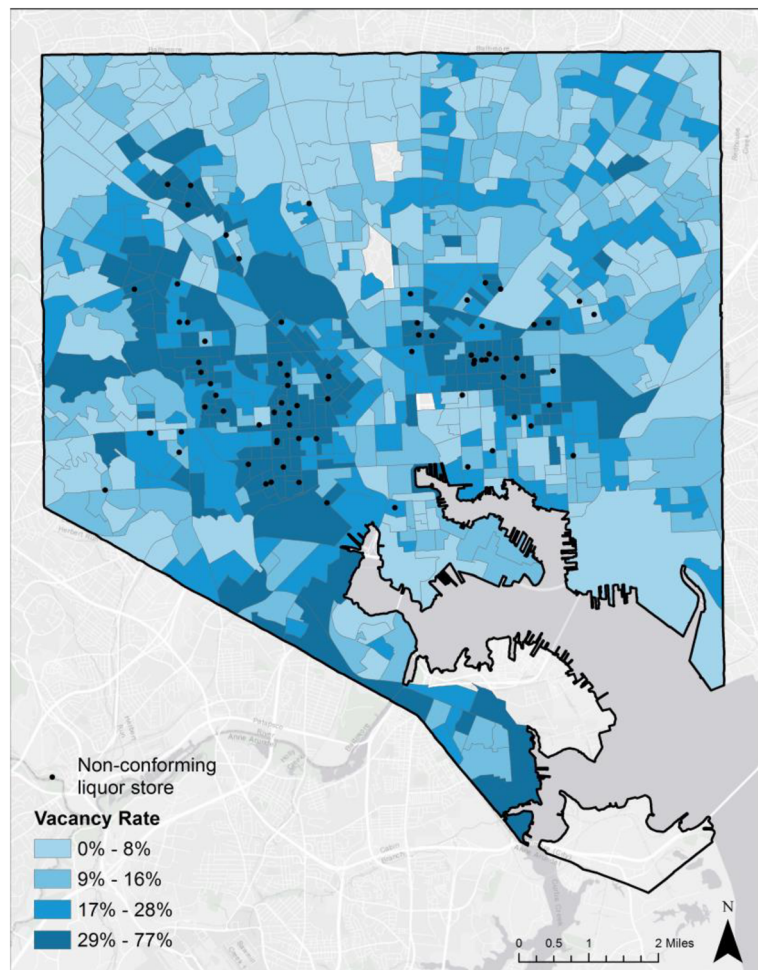 Baltimore
Non-conforming
liquor store
Vacancy Rate
0% - 8%
9% - 16%
17% - 28%
29% - 77%
N
0 0.5 1 2 Miles